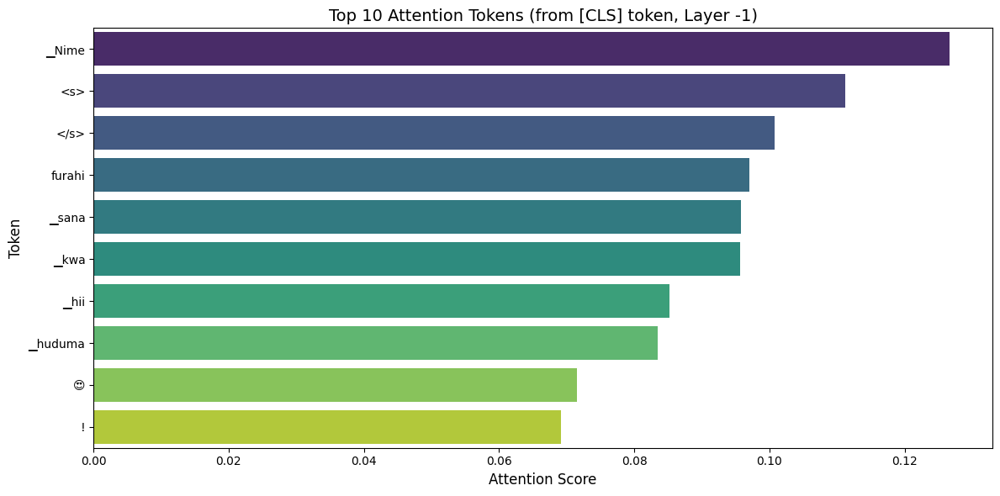 Top 10 Attention Tokens (from [CLS] token, Layer -1)
Token
▁Nime
<s>
</s>
furahi
▁sana
▁kwa
▁hii
▁huduma
😍
!
0.00 0.02 0.04 0.06 0.08 0.10 0.12
Attention Score